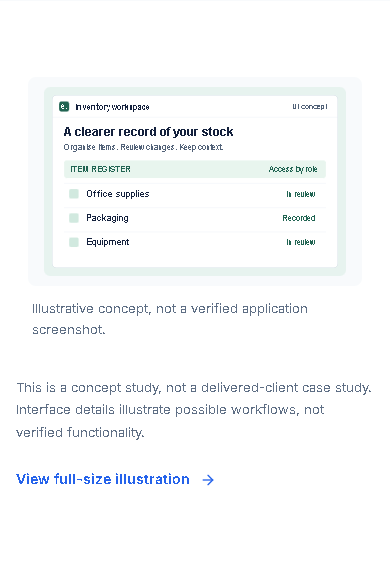 e.
Inventory workspace
UI concept
A clearer record of your stock
Organise items. Review changes. Keep context.
ITEM REGISTER
Access by role
Office supplies
In review
Packaging
Recorded
Equipment
In review
Illustrative concept, not a verified application
screenshot.
This is a concept study, not a delivered-client case study.
Interface details illustrate possible workflows, not
verified functionality.
View full-size illustration →